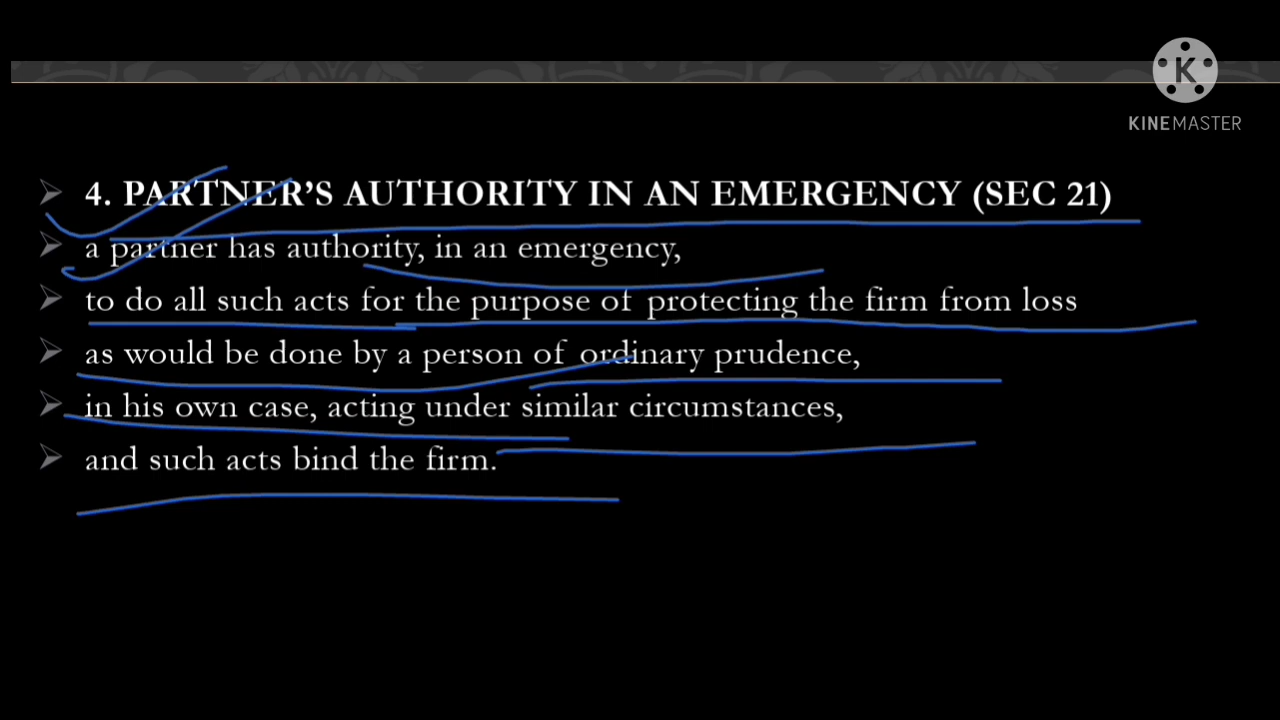 KINEMASTER
4. PARTNER'S AUTHORITY IN AN EMERGENCY (SEC 21)
a partner has authority, in an emergency,
to do all such acts for the purpose of protecting the firm from loss
as would be done by a person of ordinary prudence,
in his own case, acting under similar circumstances,
and such acts bind the firm.